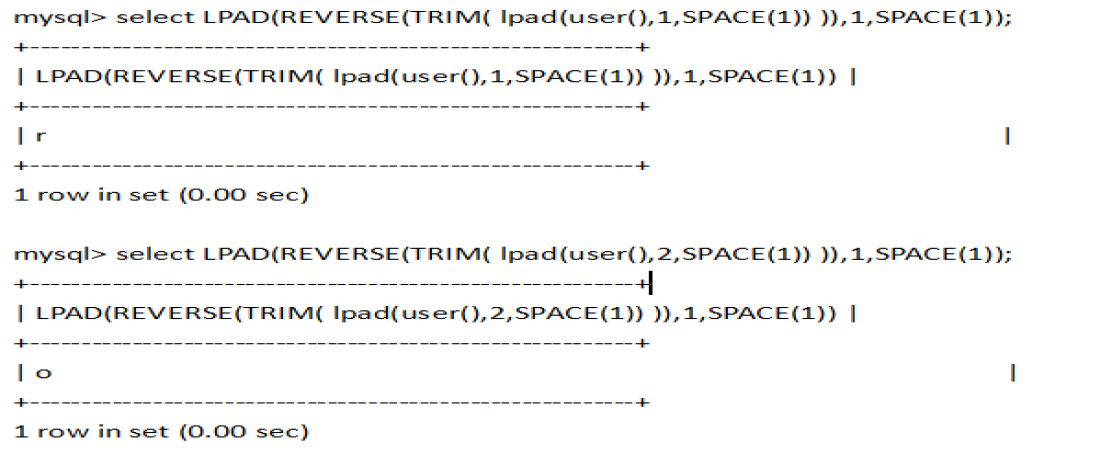 mysql> select LPAD(REVERSE(TRIM( lpad(user(),1,SPACE(1)) )),1,SPACE(1));
+-----------------------------------------------------------+
| LPAD(REVERSE(TRIM( lpad(user(),1,SPACE(1)) )),1,SPACE(1)) |
+-----------------------------------------------------------+
| r |
+-----------------------------------------------------------+
1 row in set (0.00 sec)
mysql> select LPAD(REVERSE(TRIM( lpad(user(),2,SPACE(1)) )),1,SPACE(1));
+-----------------------------------------------------------+
| LPAD(REVERSE(TRIM( lpad(user(),2,SPACE(1)) )),1,SPACE(1)) |
+-----------------------------------------------------------+
| o |
+-----------------------------------------------------------+
1 row in set (0.00 sec)